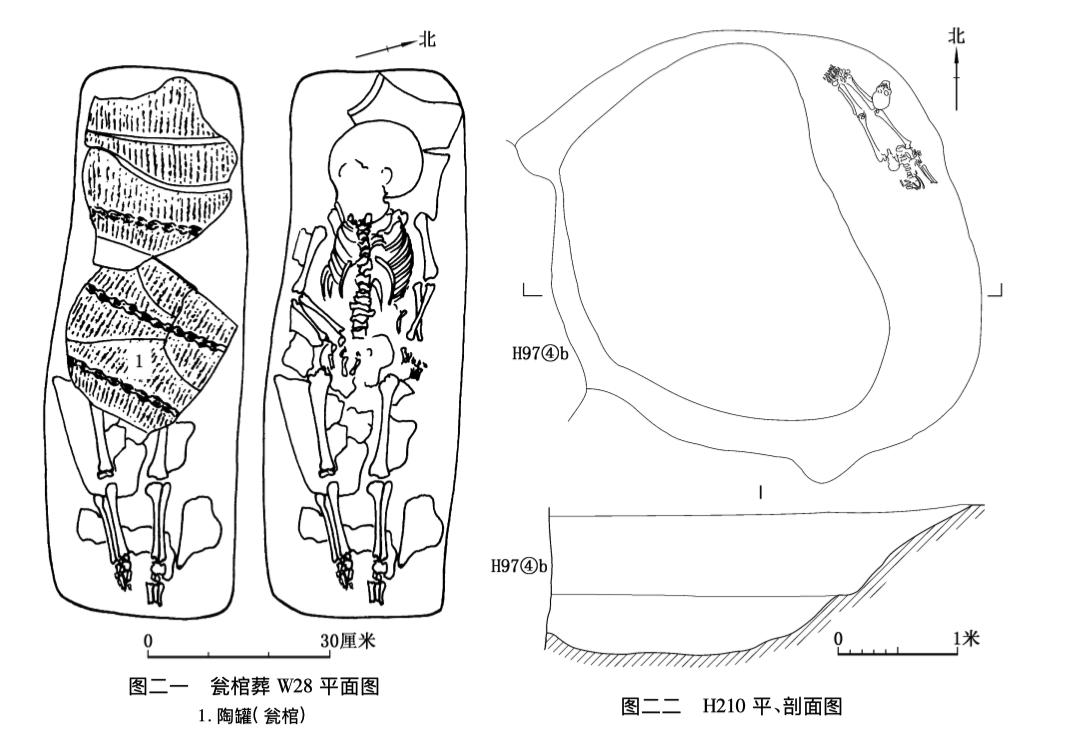 北
1
0 30厘米
图二一 瓮棺葬 W28 平面图
1. 陶罐(瓮棺)
北
H97④b
H97④b
0 1米
图二二 H210 平、剖面图